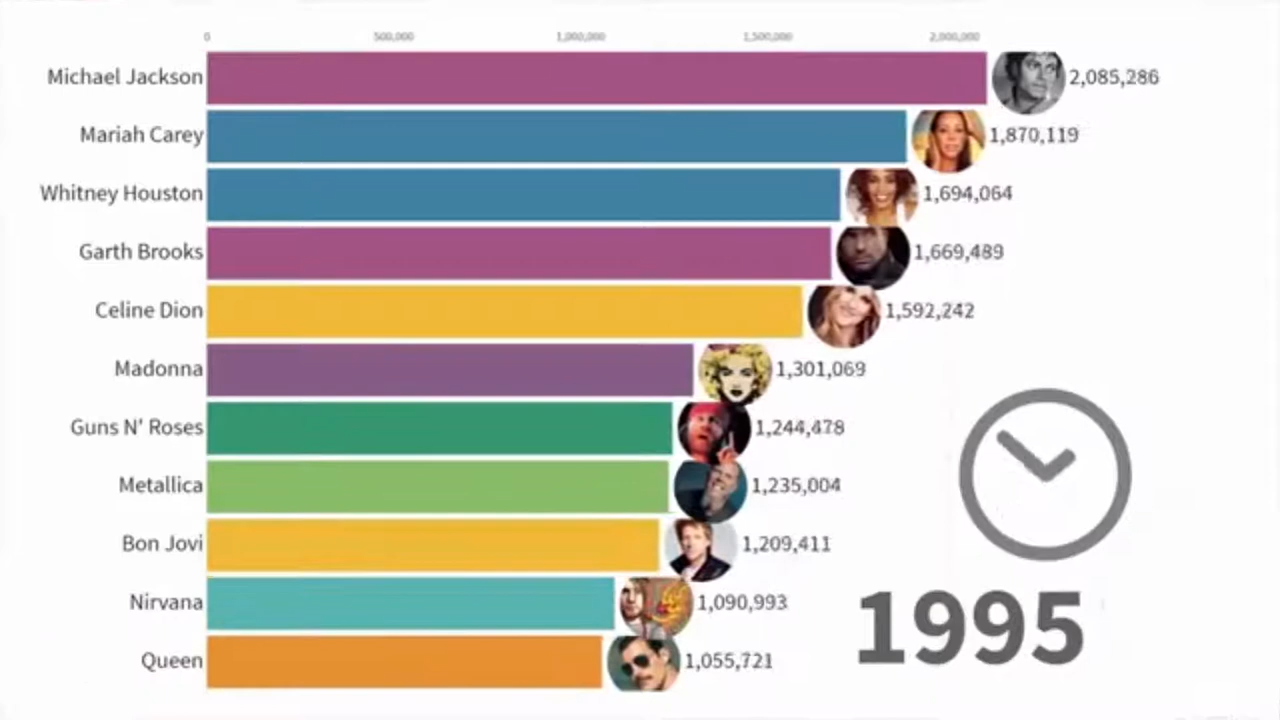 0 500,000 1,000,000 1,500,000 2,000,000
Michael Jackson 2,085,286
Mariah Carey 1,870,119
Whitney Houston 1,694,064
Garth Brooks 1,669,489
Celine Dion 1,592,242
Madonna 1,301,069
Guns N' Roses 1,244,478
Metallica 1,235,004
Bon Jovi 1,209,411
Nirvana 1,090,993
Queen 1,055,721
1995